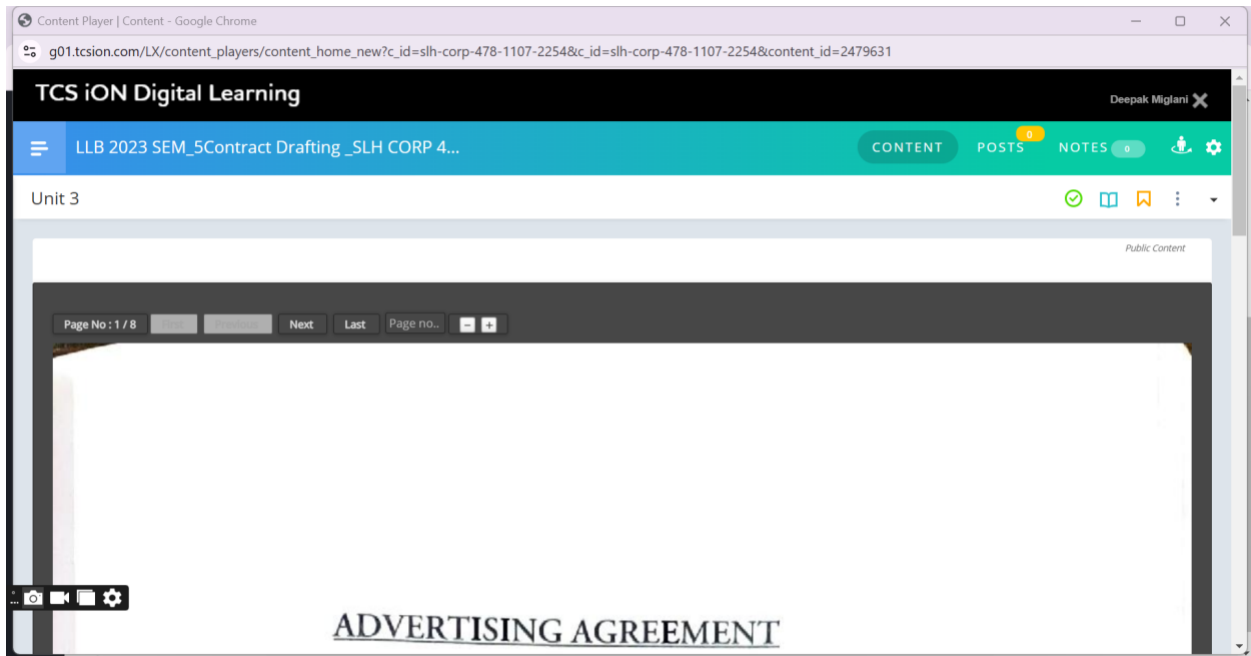 Content Player | Content - Google Chrome
g01.tcsion.com/LX/content_players/content_home_new?c_id=slh-corp-478-1107-2254&c_id=slh-corp-478-1107-2254&content_id=2479631
TCS iON Digital Learning
Deepak Miglani
LLB 2023 SEM_5Contract Drafting _SLH CORP 4...
CONTENT
POSTS
0
NOTES
0
Unit 3
Public Content
Page No : 1 / 8
First
Previous
Next
Last
Page no..
ADVERTISING AGREEMENT